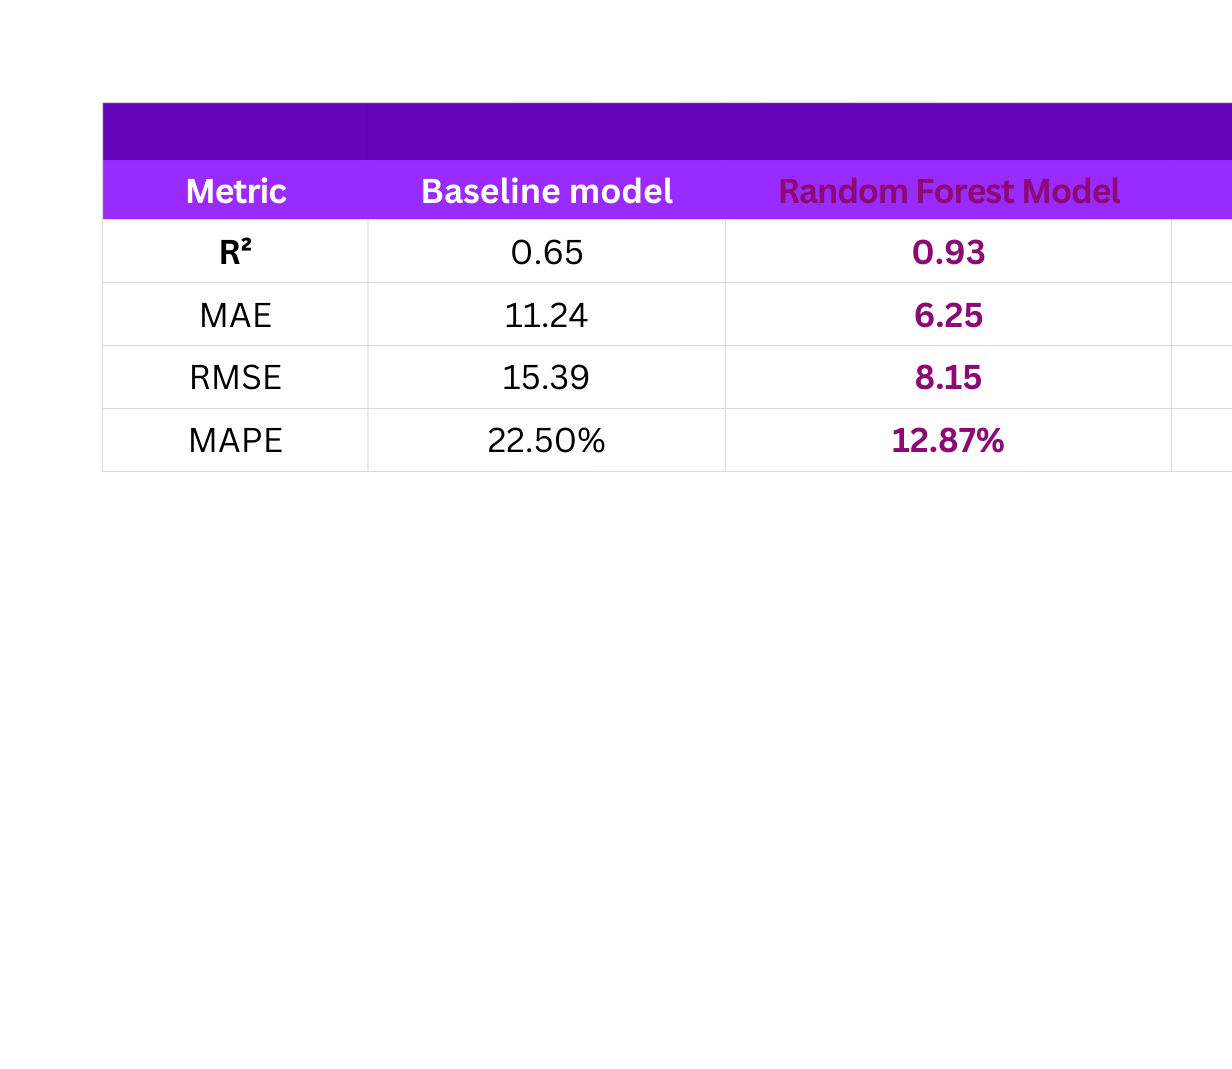 Metric Baseline model Random Forest Model
R² 0.65 0.93
MAE 11.24 6.25
RMSE 15.39 8.15
MAPE 22.50% 12.87%